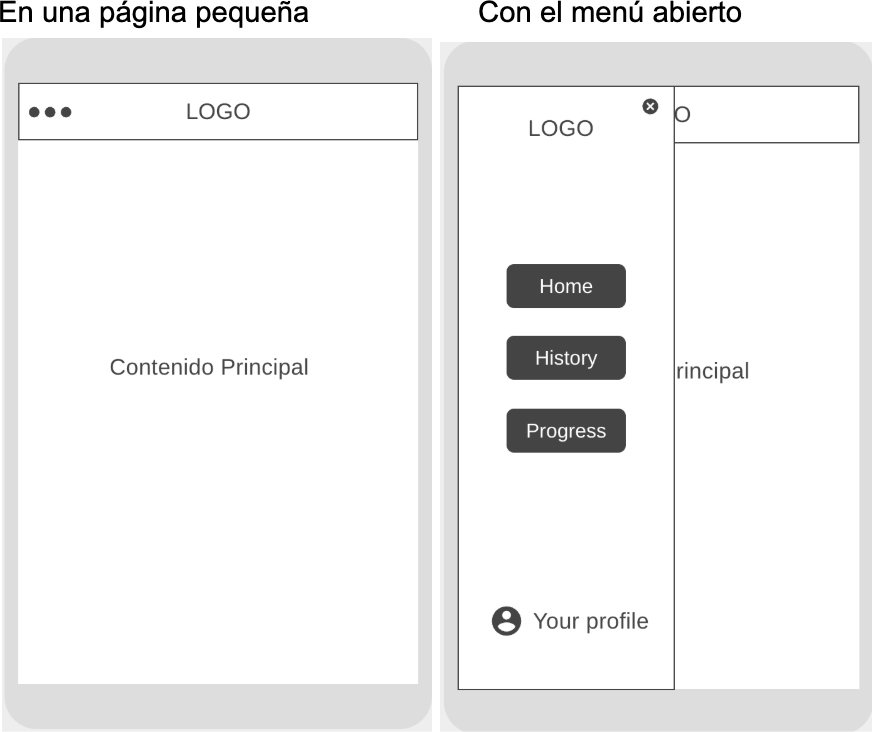 En una página pequeña
Con el menú abierto
LOGO
Contenido Principal
LOGO
O
Home
History
rincipal
Progress
Your profile